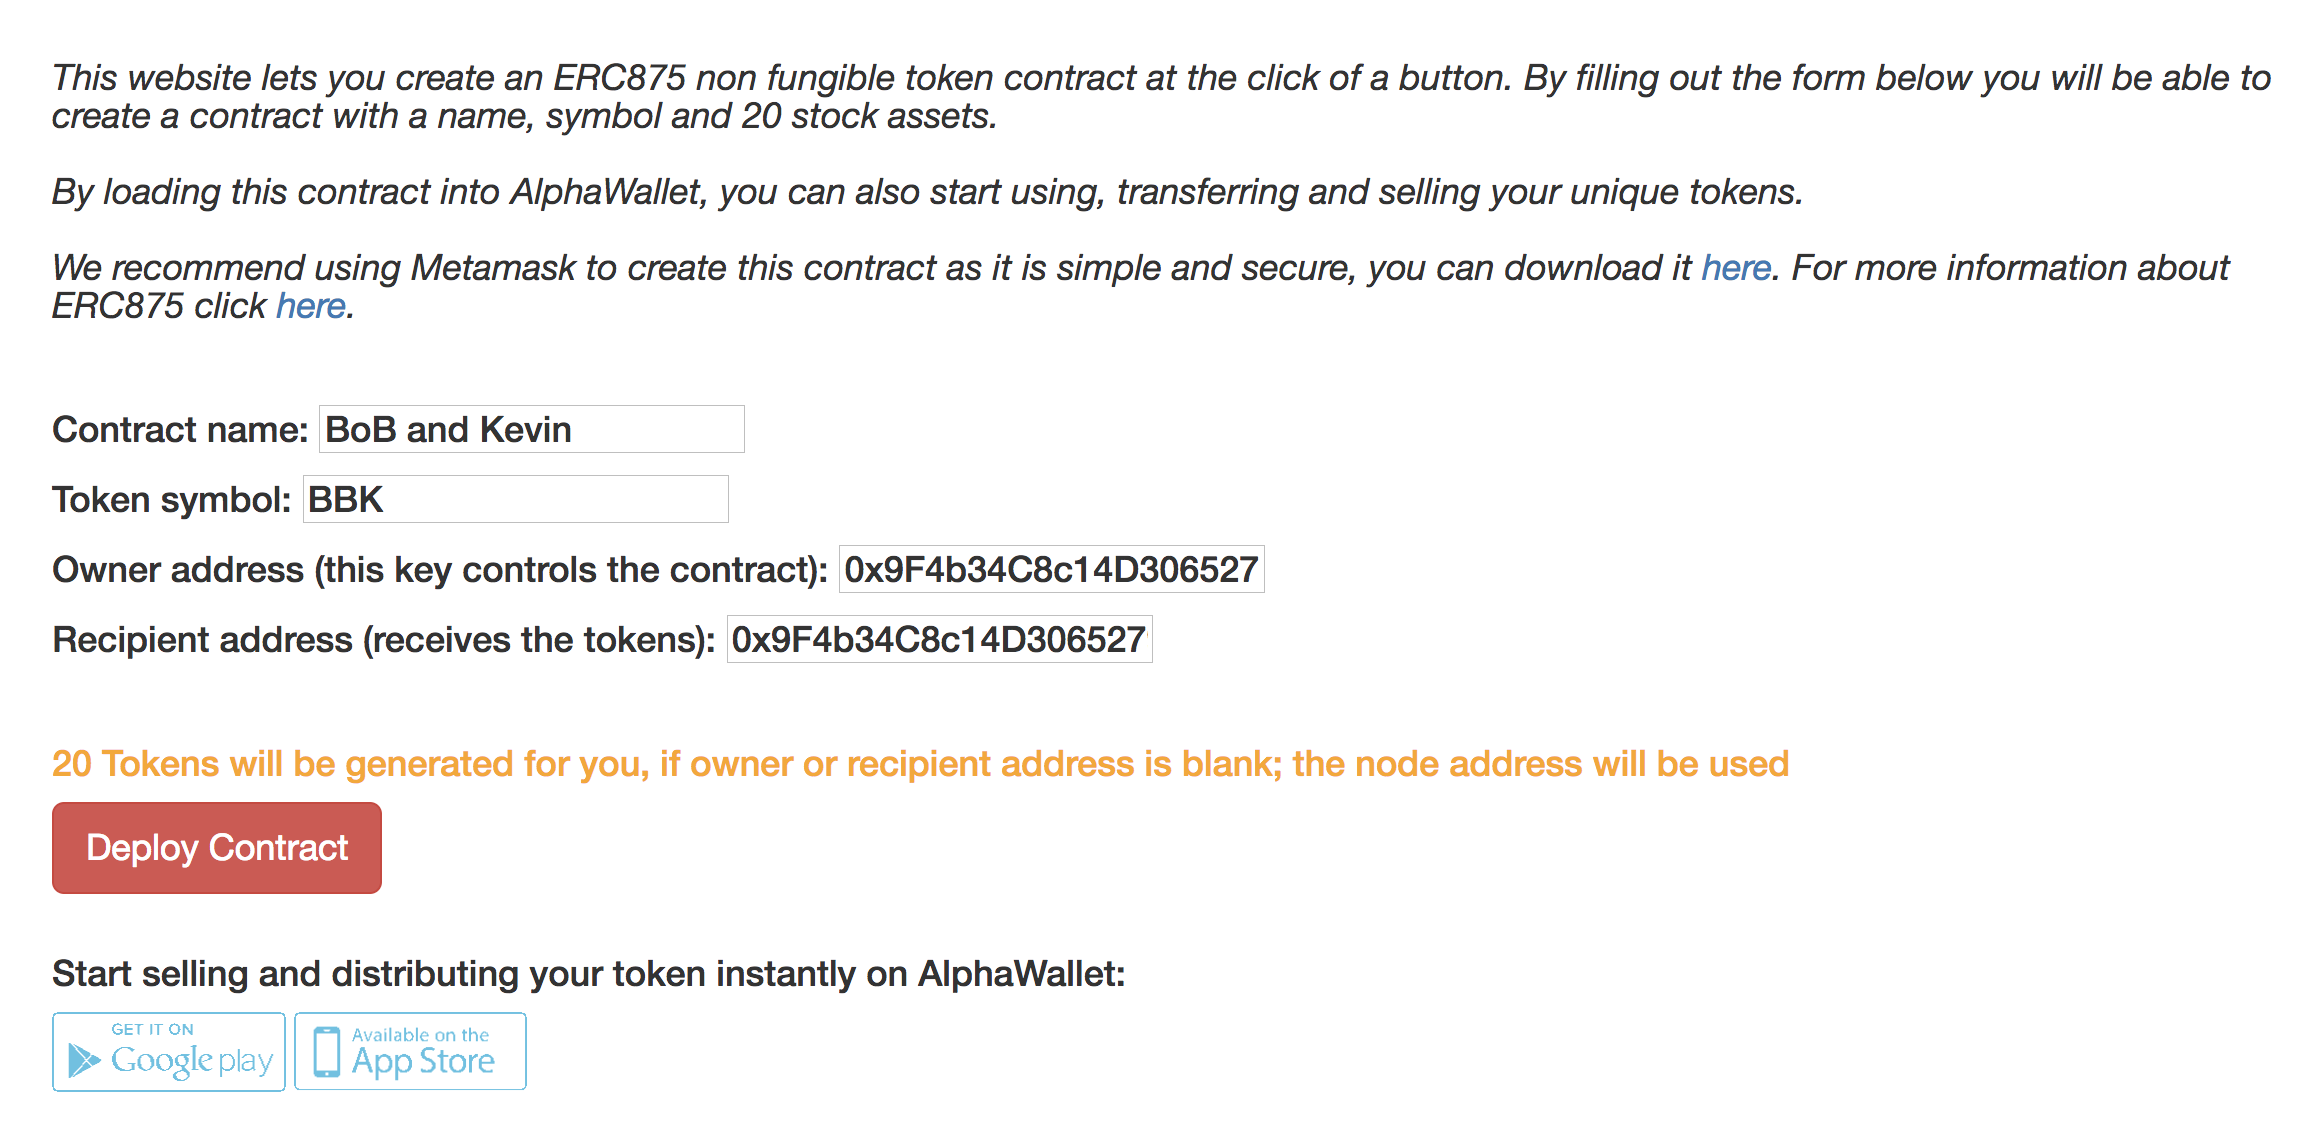 This website lets you create an ERC875 non fungible token contract at the click of a button. By filling out the form below you will be able to
create a contract with a name, symbol and 20 stock assets.
By loading this contract into AlphaWallet, you can also start using, transferring and selling your unique tokens.
We recommend using Metamask to create this contract as it is simple and secure, you can download it here. For more information about
ERC875 click here.
Contract name: BoB and Kevin
Token symbol: BBK
Owner address (this key controls the contract): 0x9F4b34C8c14D306527
Recipient address (receives the tokens): 0x9F4b34C8c14D306527
20 Tokens will be generated for you, if owner or recipient address is blank; the node address will be used
Deploy Contract
Start selling and distributing your token instantly on AlphaWallet:
GET IT ON
Google play
Available on the
App Store